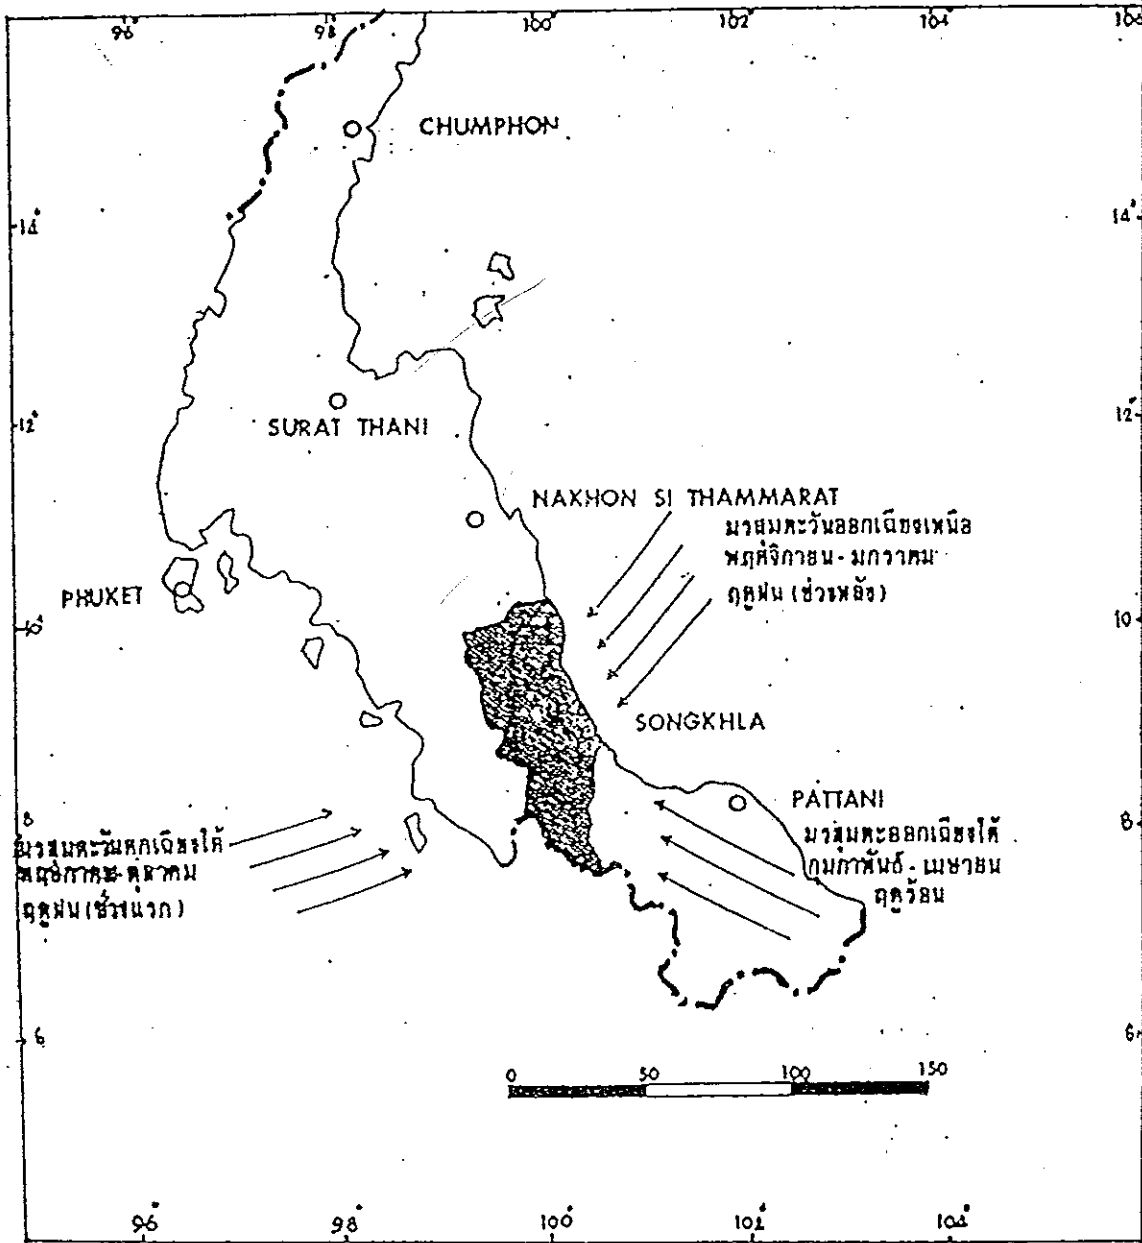 96° 98° 100° 102° 104° 106
CHUMPHON
14° 14°
SURAT THANI
12° 12°
NAKHON SI THAMMARAT
มรสุมตะวันออกเฉียงเหนือ
พฤศจิกายน - มกราคม
ฤดูฝน (ช่วงหลัง)
PHUKET
10° 10
SONGKHLA
PATTANI
8 8
มรสุมตะออกเฉียงใต้
กุมภาพันธ์ - เมษายน
ฤดูร้อน
มรสุมตะวันตกเฉียงใต้
พฤษภาคม - ตุลาคม
ฤดูฝน (ช่วงแรก)
6 6
0 50 100 150
96° 98° 100° 102° 104°